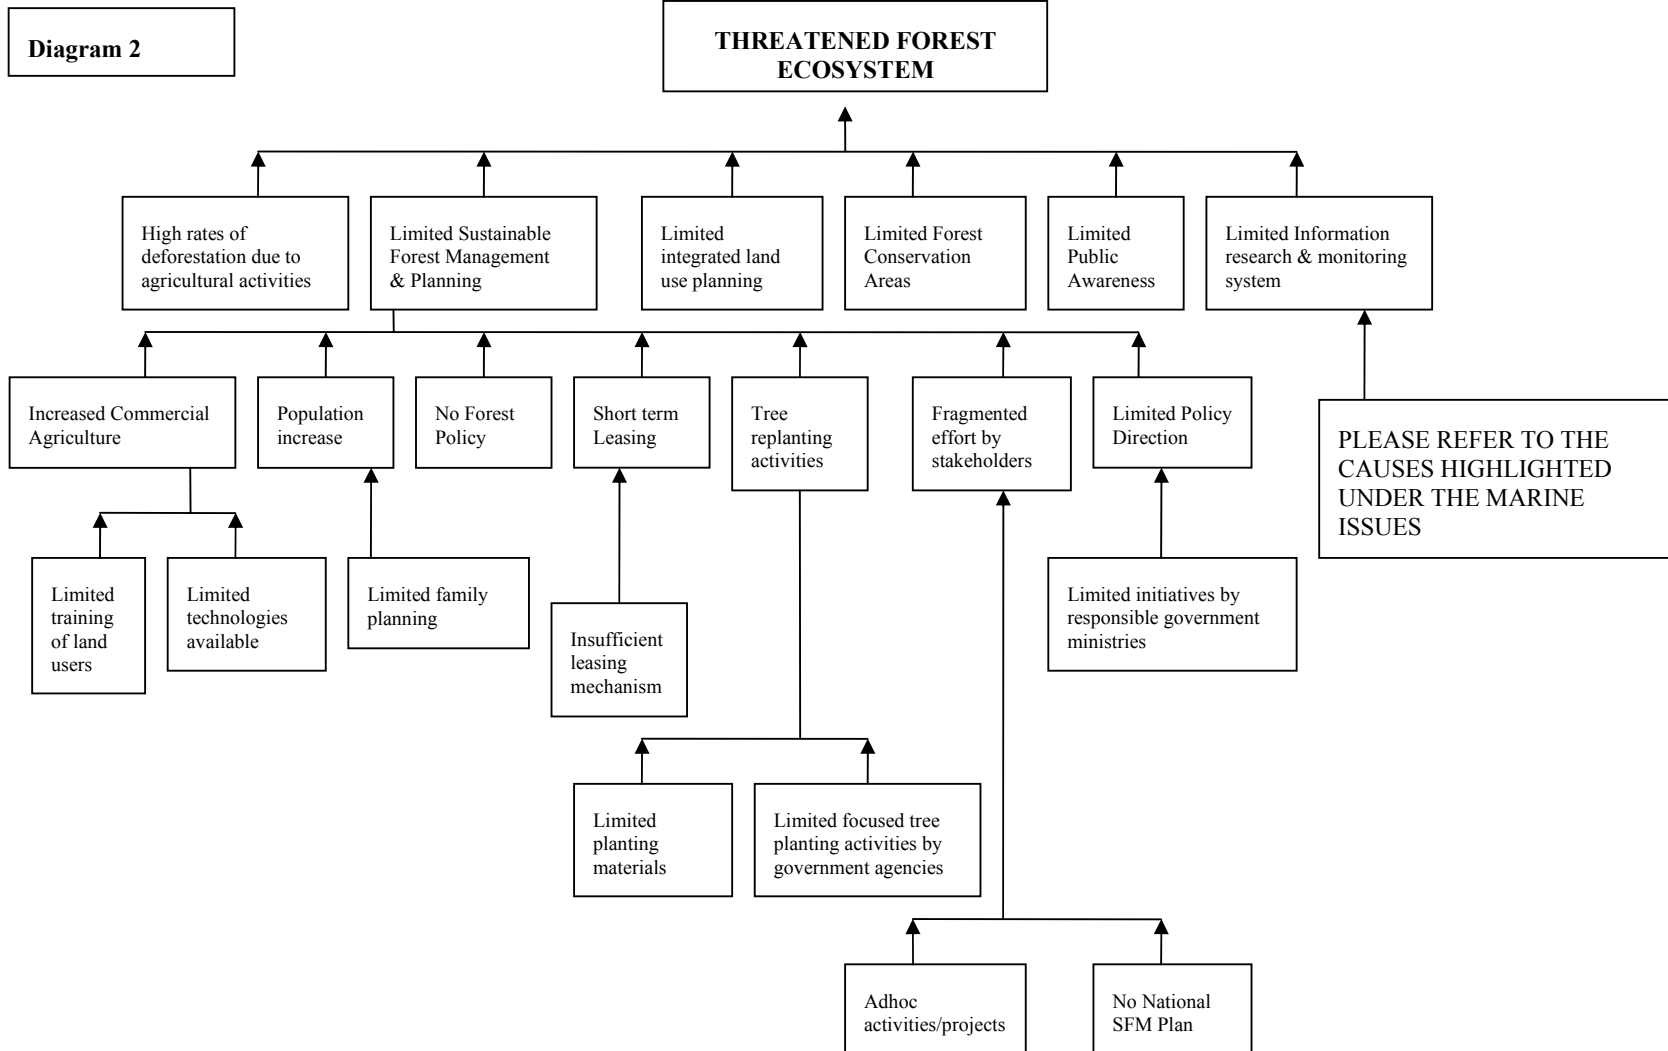 Diagram 2
THREATENED FOREST
ECOSYSTEM
High rates of
deforestation due to
agricultural activities
Limited Sustainable
Forest Management
& Planning
Limited
integrated land
use planning
Limited Forest
Conservation
Areas
Limited
Public
Awareness
Limited Information
research & monitoring
system
Increased Commercial
Agriculture
Population
increase
No Forest
Policy
Short term
Leasing
Tree
replanting
activities
Fragmented
effort by
stakeholders
Limited Policy
Direction
PLEASE REFER TO THE
CAUSES HIGHLIGHTED
UNDER THE MARINE
ISSUES
Limited
training
of land
users
Limited
technologies
available
Limited family
planning
Insufficient
leasing
mechanism
Limited initiatives by
responsible government
ministries
Limited
planting
materials
Limited focused tree
planting activities by
government agencies
Adhoc
activities/projects
No National
SFM Plan